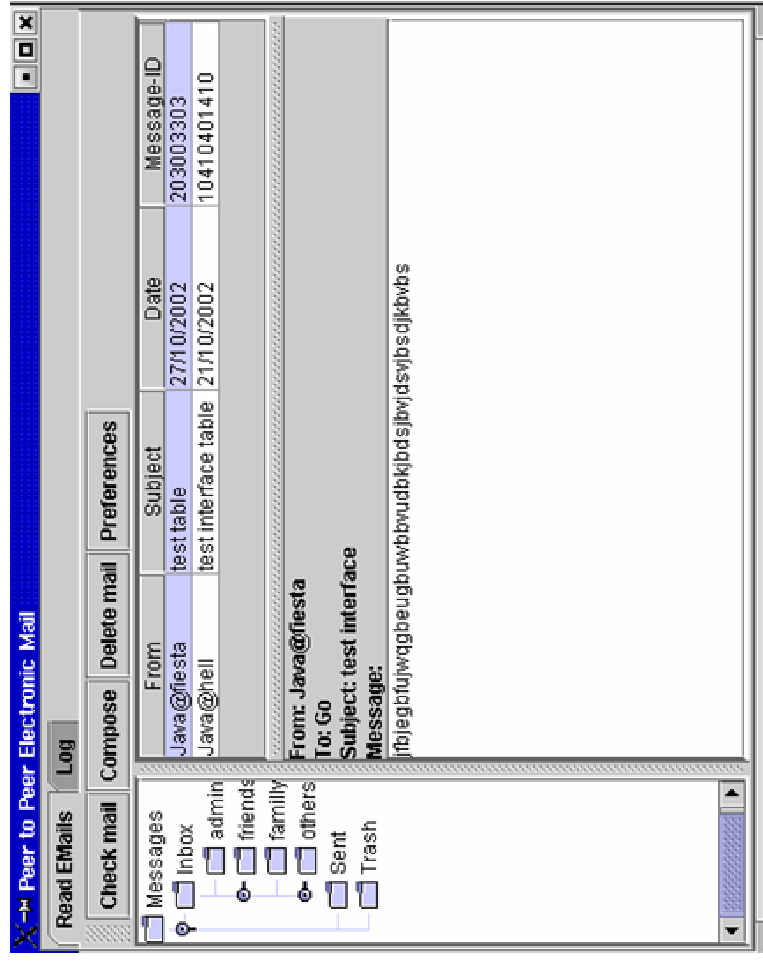 Peer to Peer Electronic Mail
Read EMails Log
Check mail Compose Delete mail Preferences
Messages
Inbox
admin
friends
familly
others
Sent
Trash
From Subject Date Message-ID
Java@fiesta test table 27/10/2002 203003303
Java@hell test interface table 21/10/2002 10410401410
From: Java@fiesta
To: Go
Subject: test interface
Message: